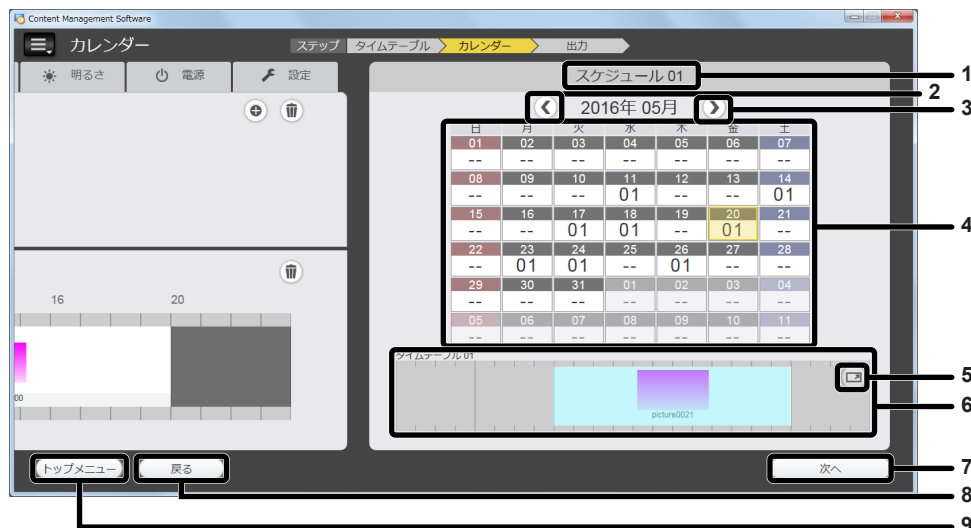 Content Management Software
カレンダー
ステップ タイムテーブル カレンダー 出力
明るさ 電源 設定
スケジュール 01
1
2
2016年 05月
3
日 月 火 水 木 金 土
01 02 03 04 05 06 07
-- -- -- -- -- -- --
08 09 10 11 12 13 14
-- -- -- 01 -- -- 01
15 16 17 18 19 20 21
-- -- 01 01 -- 01 --
4
22 23 24 25 26 27 28
-- 01 01 -- 01 -- --
29 30 31 01 02 03 04
-- -- -- -- -- -- --
05 06 07 08 09 10 11
-- -- -- -- -- -- --
16 20
00
タイムテーブル 01
5
picture0021
6
トップメニュー 戻る 次へ
7
8
9